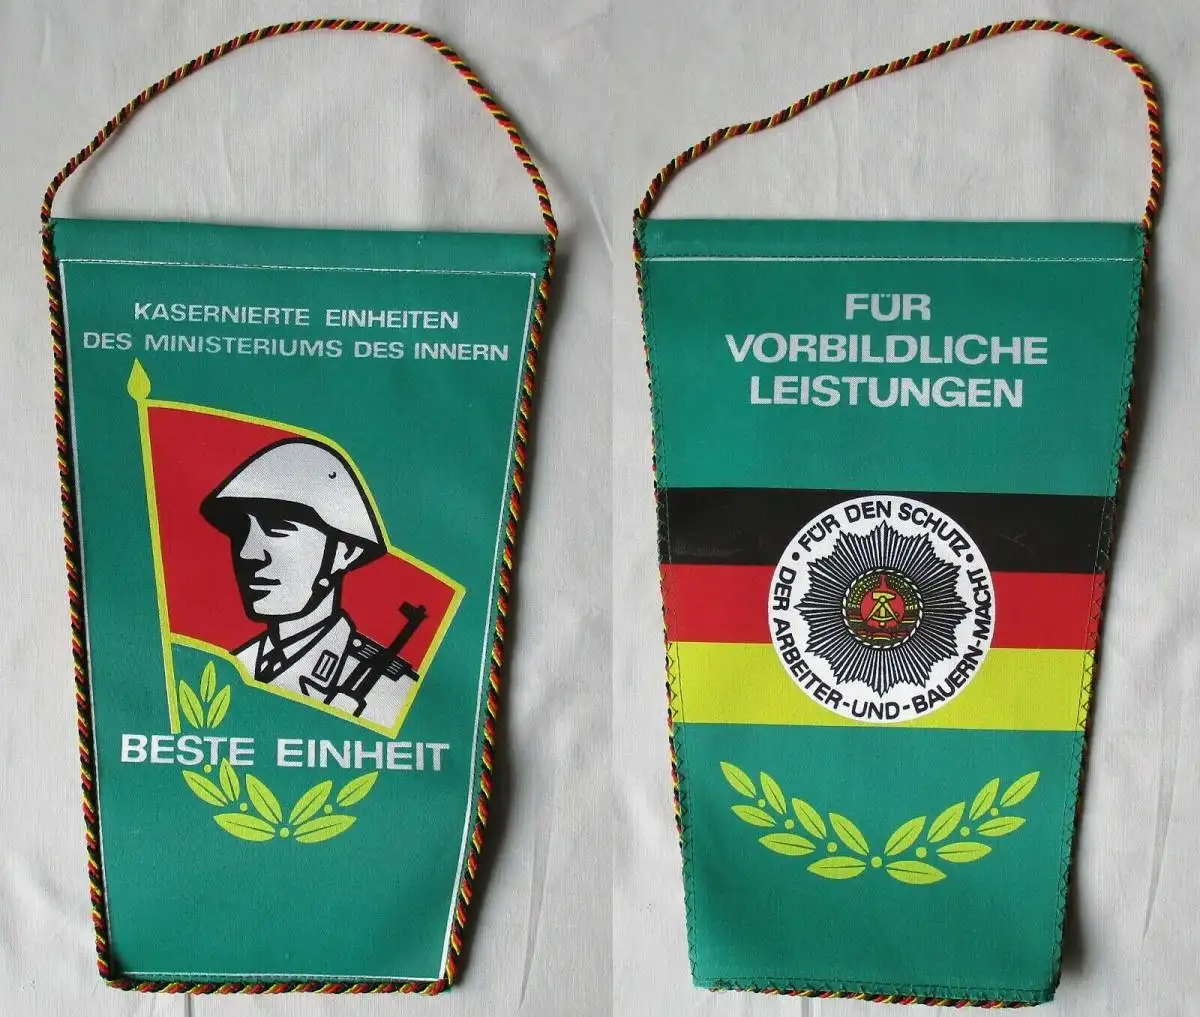 KASERNIERTE EINHEITEN
DES MINISTERIUMS DES INNERN
BESTE EINHEIT
FÜR
VORBILDLICHE
LEISTUNGEN
• FÜR DEN SCHUTZ • DER ARBEITER-UND-BAUERN-MACHT